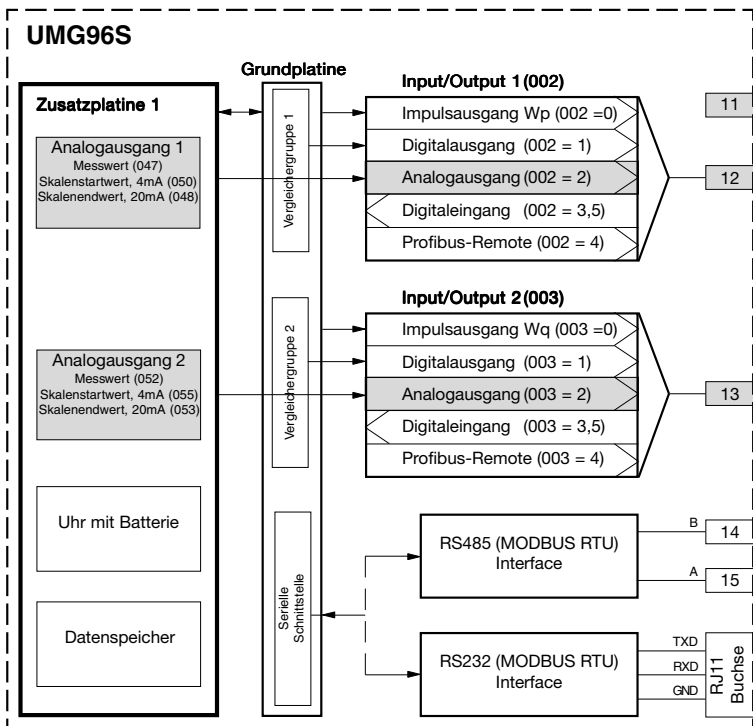 UMG96S
Grundplatine
Zusatzplatine 1
Analogausgang 1
Messwert (047)
Skalenstartwert, 4mA (050)
Skalenendwert, 20mA (048)
Analogausgang 2
Messwert (052)
Skalenstartwert, 4mA (055)
Skalenendwert, 20mA (053)
Uhr mit Batterie
Datenspeicher
Vergleichergruppe 1
Vergleichergruppe 2
Serielle
Schnittstelle
Input/Output 1 (002)
Impulsausgang Wp (002 =0)
Digitalausgang (002 = 1)
Analogausgang (002 = 2)
Digitaleingang (002 = 3,5)
Profibus-Remote (002 = 4)
11
12
Input/Output 2 (003)
Impulsausgang Wq (003 =0)
Digitalausgang (003 = 1)
Analogausgang (003 = 2)
Digitaleingang (003 = 3,5)
Profibus-Remote (003 = 4)
13
RS485 (MODBUS RTU)
Interface
B
14
A
15
RS232 (MODBUS RTU)
Interface
TXD
RXD
GND
RJ11
Buchse